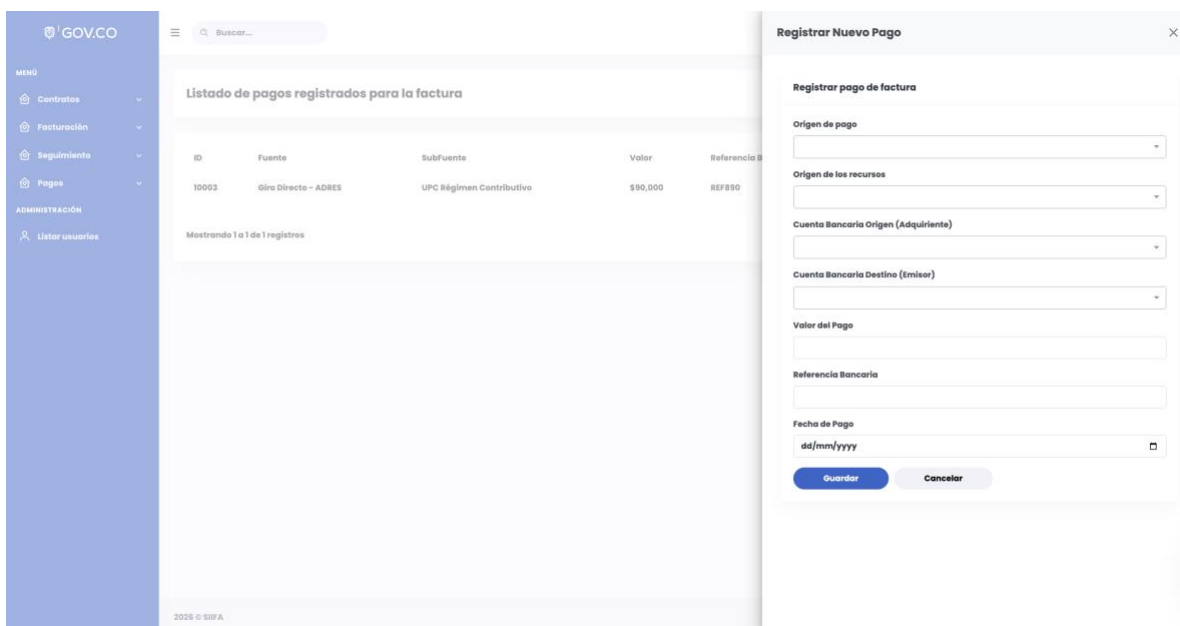 GOV.CO
Buscar...
Registrar Nuevo Pago
MENÚ
Contratos
Facturación
Seguimiento
Pagos
ADMINISTRACIÓN
Listar usuarios
Listado de pagos registrados para la factura
ID Fuente SubFuente Valor Referencia B
10003 Giro Directo - ADRES UPC Régimen Contributivo $90,000 REF890
Mostrando 1 a 1 de 1 registros
Registrar pago de factura
Origen de pago
Origen de los recursos
Cuenta Bancaria Origen (Adquiriente)
Cuenta Bancaria Destino (Emisor)
Valor del Pago
Referencia Bancaria
Fecha de Pago
dd/mm/yyyy
Guardar Cancelar
2026 © SIIFA